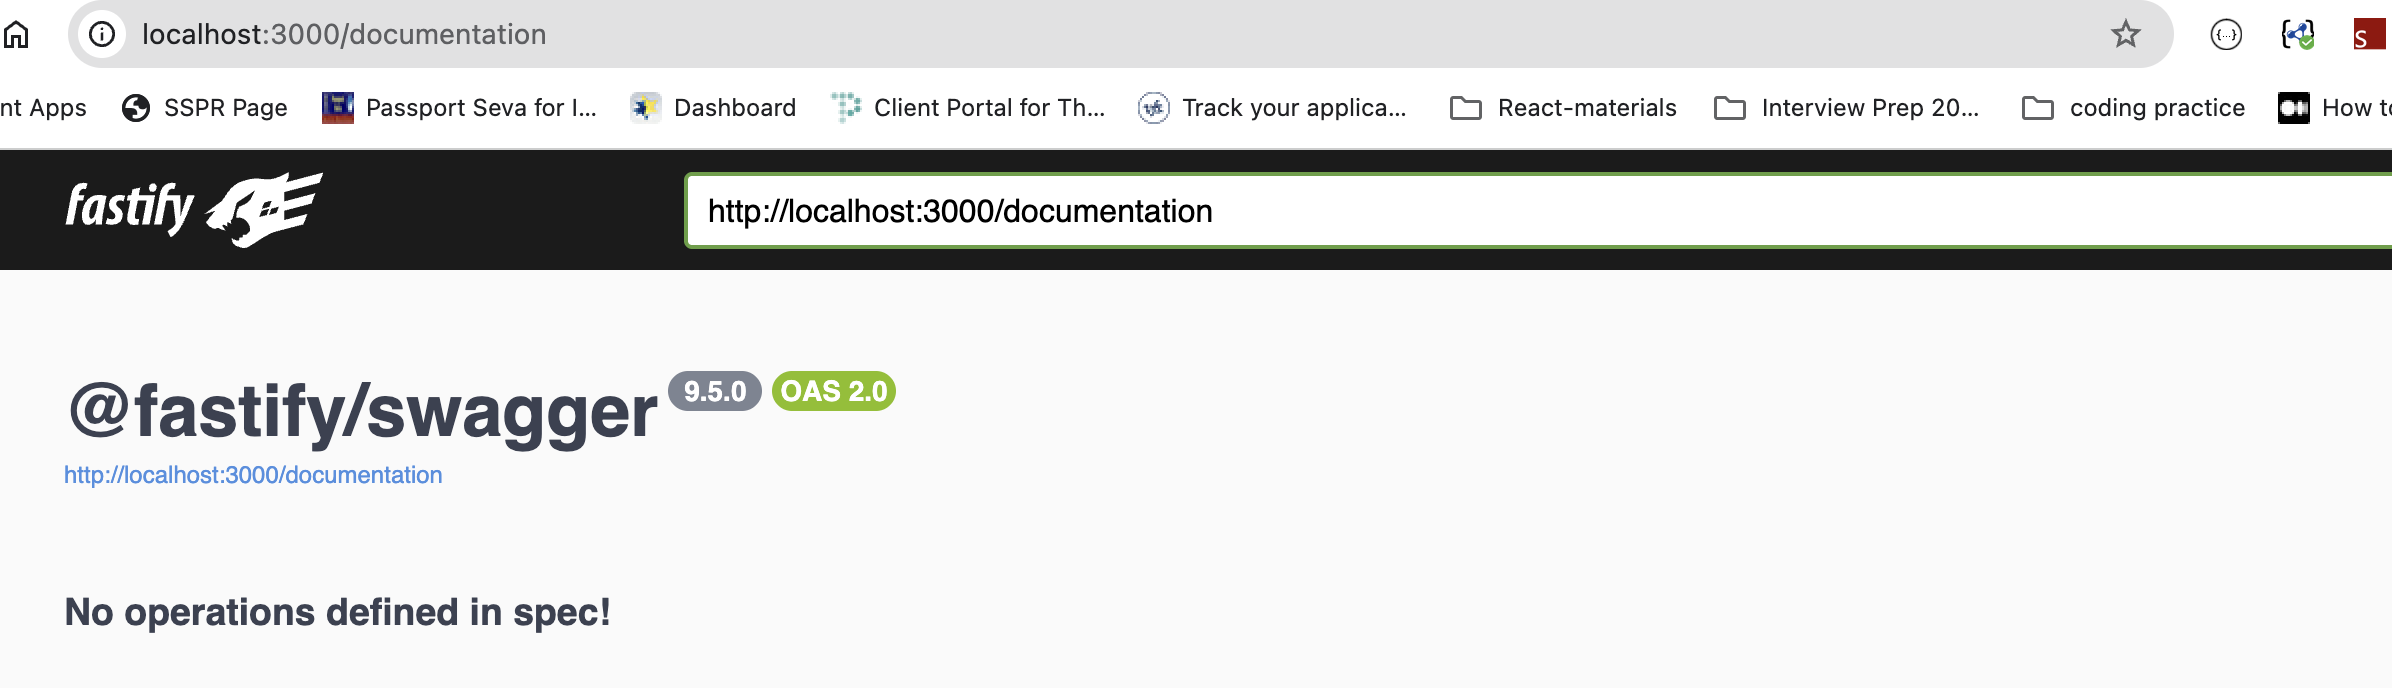 localhost:3000/documentation
nt Apps SSPR Page Passport Seva for I... Dashboard Client Portal for Th... Track your applica... React-materials Interview Prep 20... coding practice How to
fastify http://localhost:3000/documentation
@fastify/swagger 9.5.0 OAS 2.0
http://localhost:3000/documentation
No operations defined in spec!